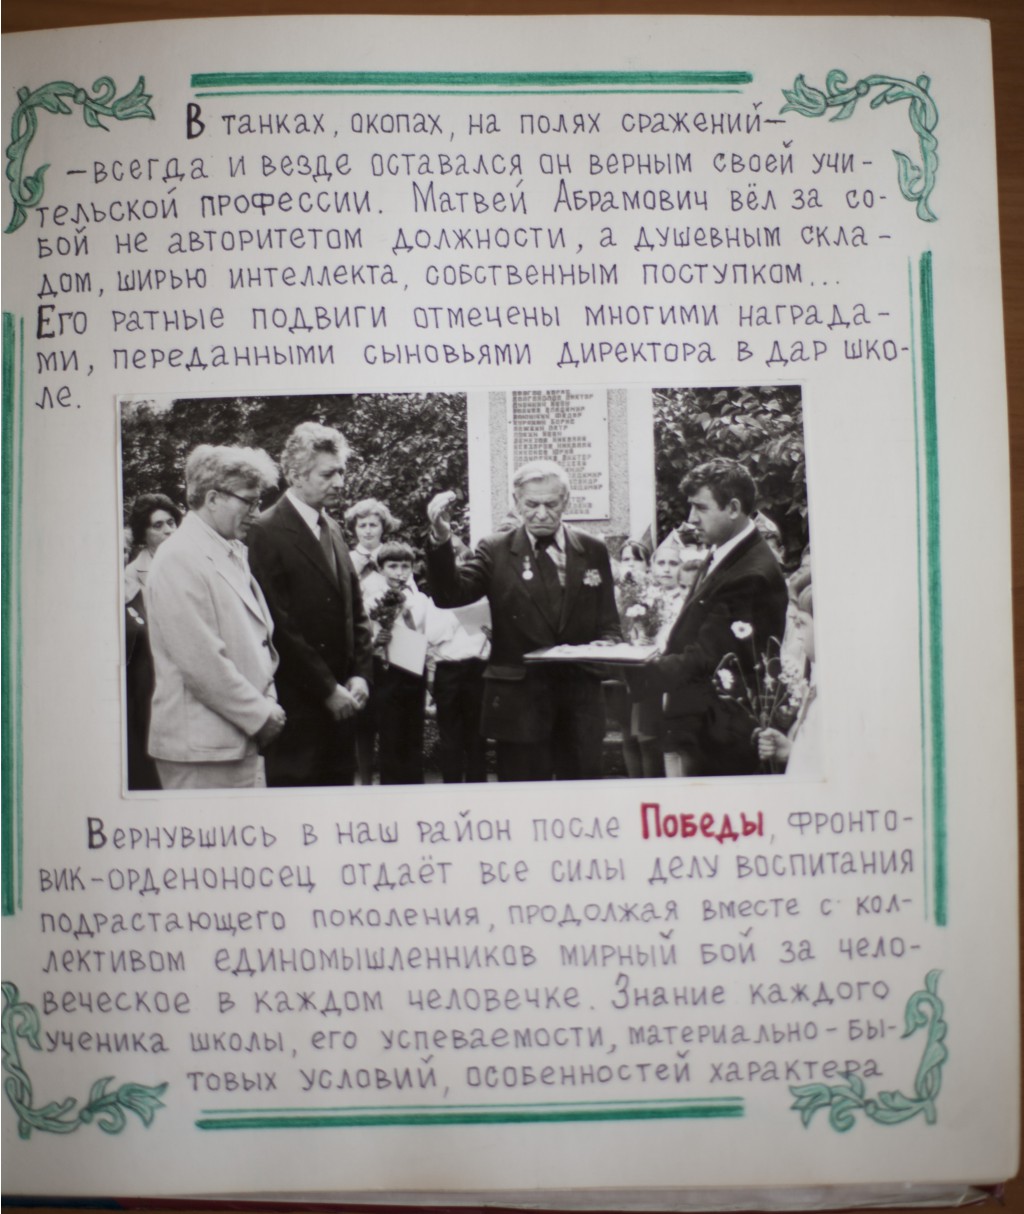 В танках, окопах, на полях сражений–
–всегда и везде оставался он верным своей учи-
тельской профессии. Матвей Абрамович вёл за со-
бой не авторитетом должности, а душевным скла-
дом, ширью интеллекта, собственным поступком...
Его ратные подвиги отмечены многими награда-
ми, переданными сыновьями директора в дар шко-
ле.
Вернувшись в наш район после Победы, фронто-
вик-орденоносец отдаёт все силы делу воспитания
подрастающего поколения, продолжая вместе с кол-
лективом единомышленников мирный бой за чело-
веческое в каждом человечке. Знание каждого
ученика школы, его успеваемости, материально-бы-
товых условий, особенностей характера